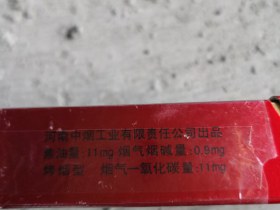 河南中烟工业有限责任公司出品
焦油量:11mg 烟气烟碱量:0.9mg
烤烟型 烟气一氧化碳量:11mg